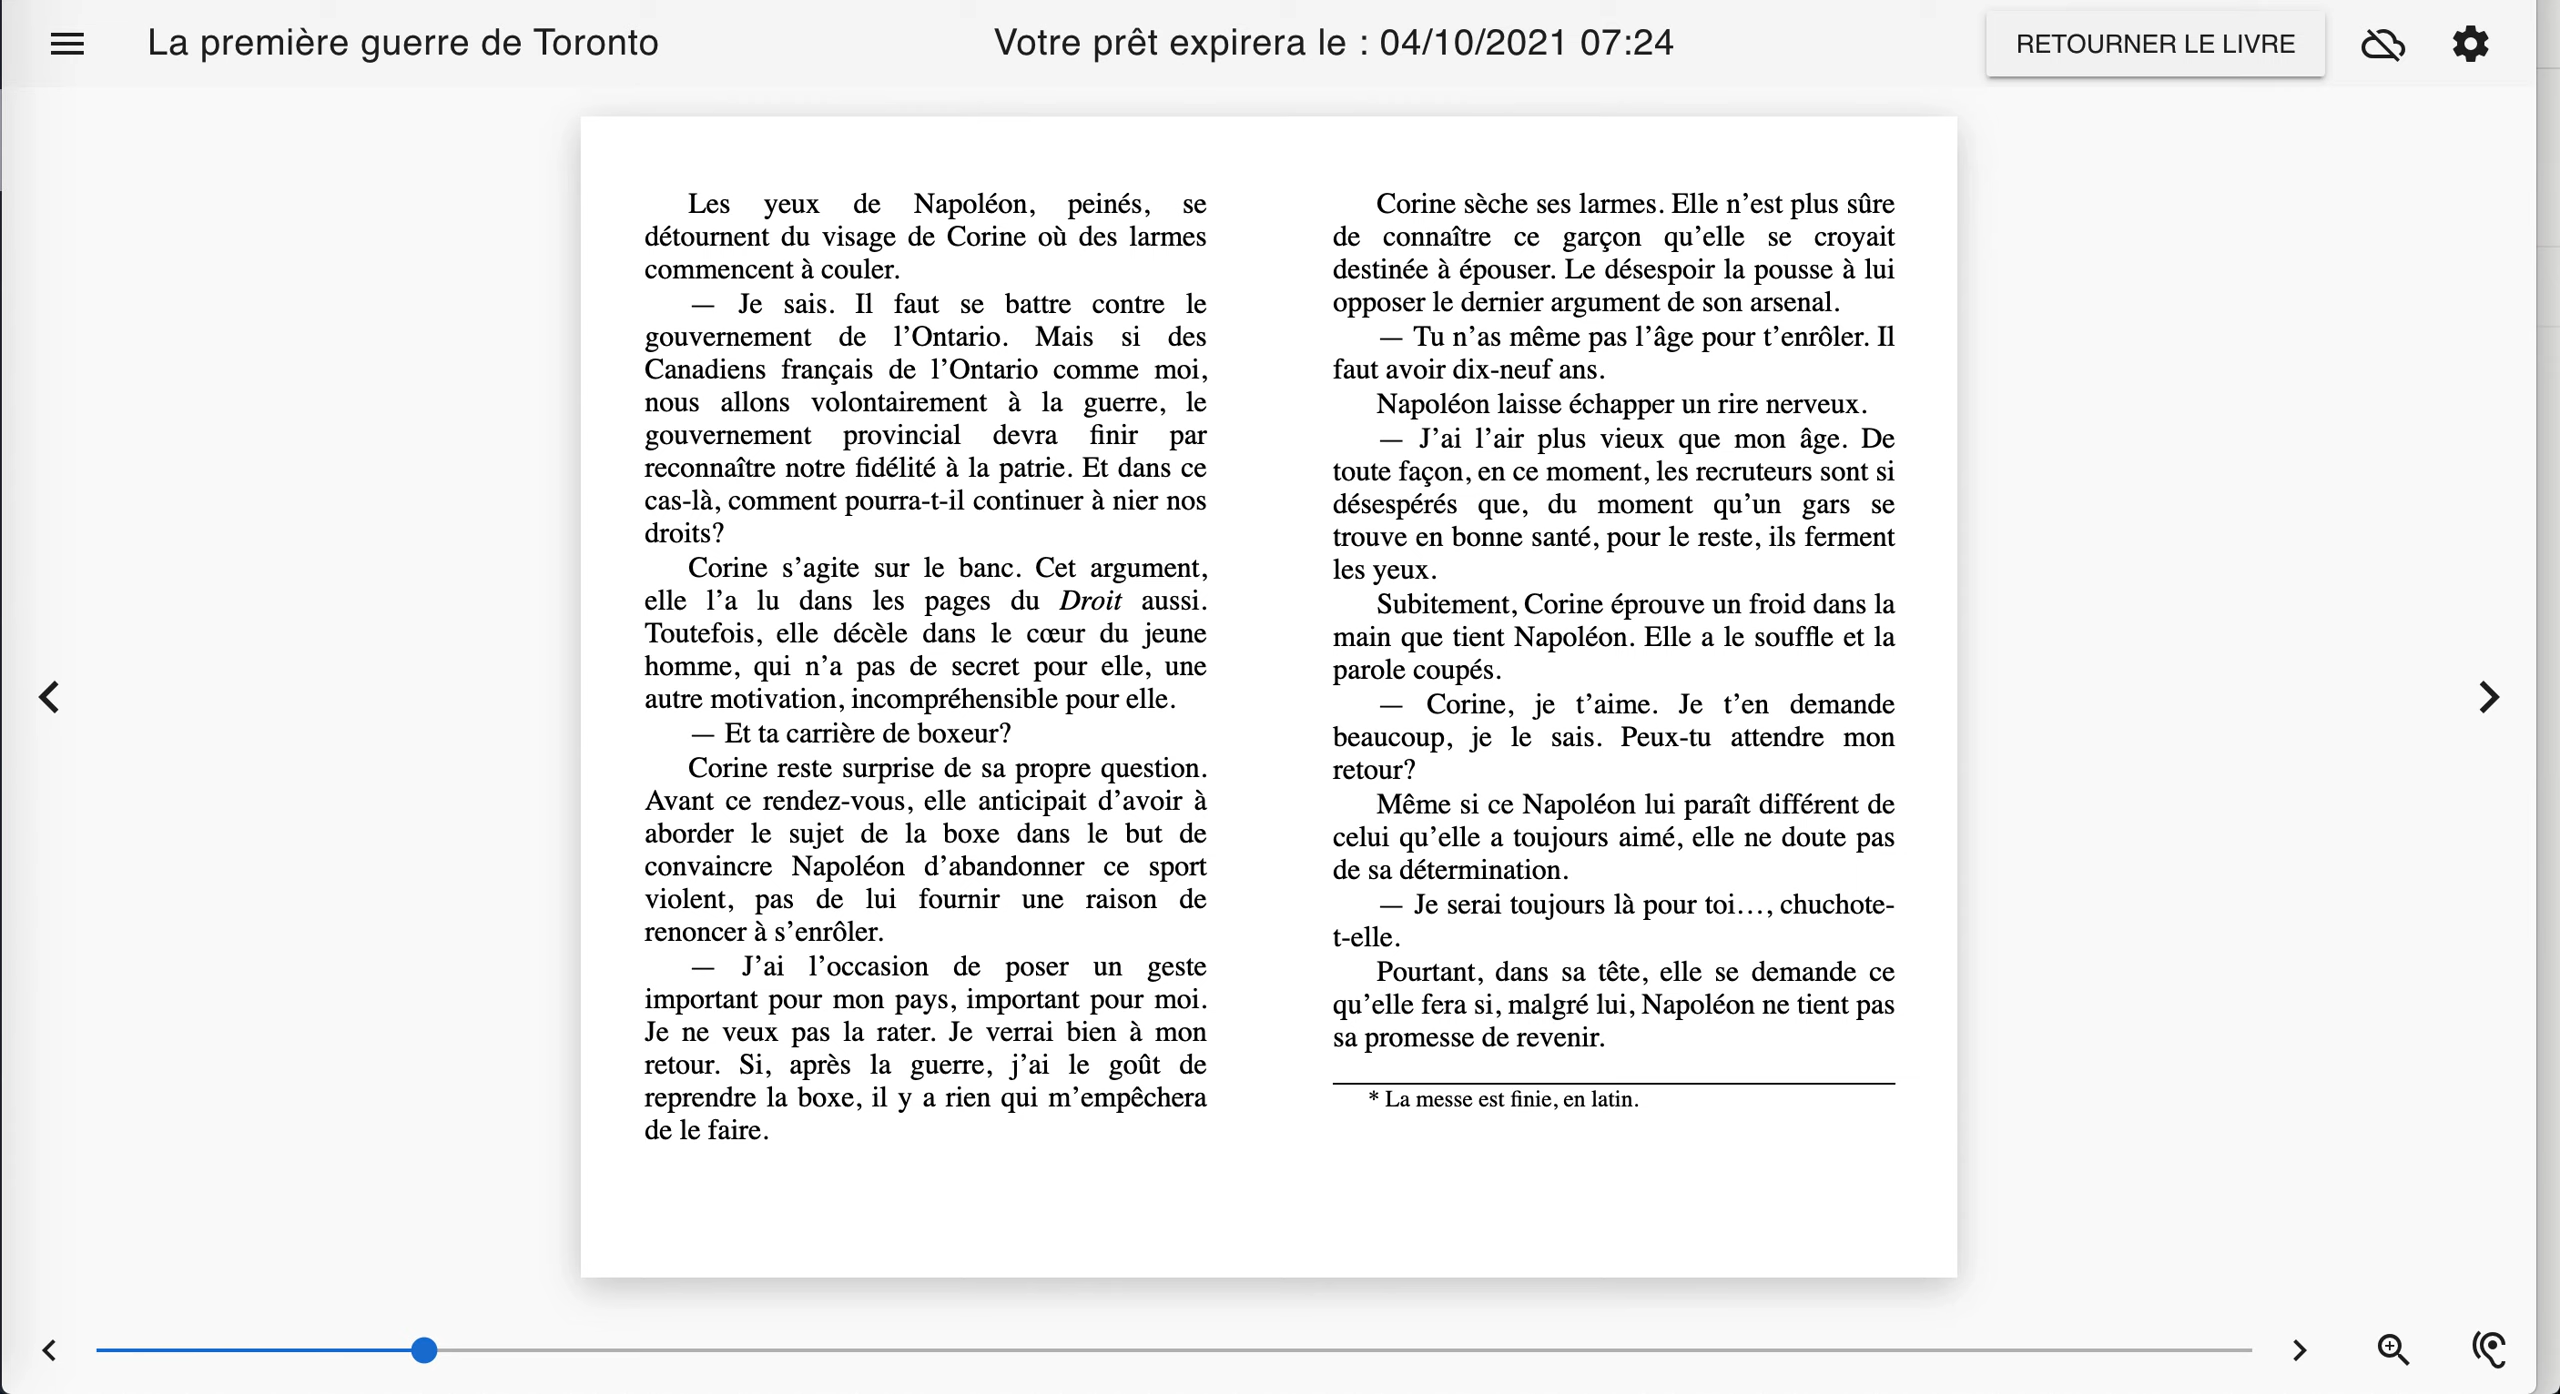 La première guerre de Toronto
Votre prêt expirera le : 04/10/2021 07:24
RETOURNER LE LIVRE
Les yeux de Napoléon, peinés, se
détournent du visage de Corine où des larmes
commencent à couler.
— Je sais. Il faut se battre contre le
gouvernement de l’Ontario. Mais si des
Canadiens français de l’Ontario comme moi,
nous allons volontairement à la guerre, le
gouvernement provincial devra finir par
reconnaître notre fidélité à la patrie. Et dans ce
cas-là, comment pourra-t-il continuer à nier nos
droits?
Corine s’agite sur le banc. Cet argument,
elle l’a lu dans les pages du Droit aussi.
Toutefois, elle décèle dans le cœur du jeune
homme, qui n’a pas de secret pour elle, une
autre motivation, incompréhensible pour elle.
— Et ta carrière de boxeur?
Corine reste surprise de sa propre question.
Avant ce rendez-vous, elle anticipait d’avoir à
aborder le sujet de la boxe dans le but de
convaincre Napoléon d’abandonner ce sport
violent, pas de lui fournir une raison de
renoncer à s’enrôler.
— J’ai l’occasion de poser un geste
important pour mon pays, important pour moi.
Je ne veux pas la rater. Je verrai bien à mon
retour. Si, après la guerre, j’ai le goût de
reprendre la boxe, il y a rien qui m’empêchera
de le faire.
Corine sèche ses larmes. Elle n’est plus sûre
de connaître ce garçon qu’elle se croyait
destinée à épouser. Le désespoir la pousse à lui
opposer le dernier argument de son arsenal.
— Tu n’as même pas l’âge pour t’enrôler. Il
faut avoir dix-neuf ans.
Napoléon laisse échapper un rire nerveux.
— J’ai l’air plus vieux que mon âge. De
toute façon, en ce moment, les recruteurs sont si
désespérés que, du moment qu’un gars se
trouve en bonne santé, pour le reste, ils ferment
les yeux.
Subitement, Corine éprouve un froid dans la
main que tient Napoléon. Elle a le souffle et la
parole coupés.
— Corine, je t’aime. Je t’en demande
beaucoup, je le sais. Peux-tu attendre mon
retour?
Même si ce Napoléon lui paraît différent de
celui qu’elle a toujours aimé, elle ne doute pas
de sa détermination.
— Je serai toujours là pour toi…, chuchote-
t-elle.
Pourtant, dans sa tête, elle se demande ce
qu’elle fera si, malgré lui, Napoléon ne tient pas
sa promesse de revenir.
* La messe est finie, en latin.